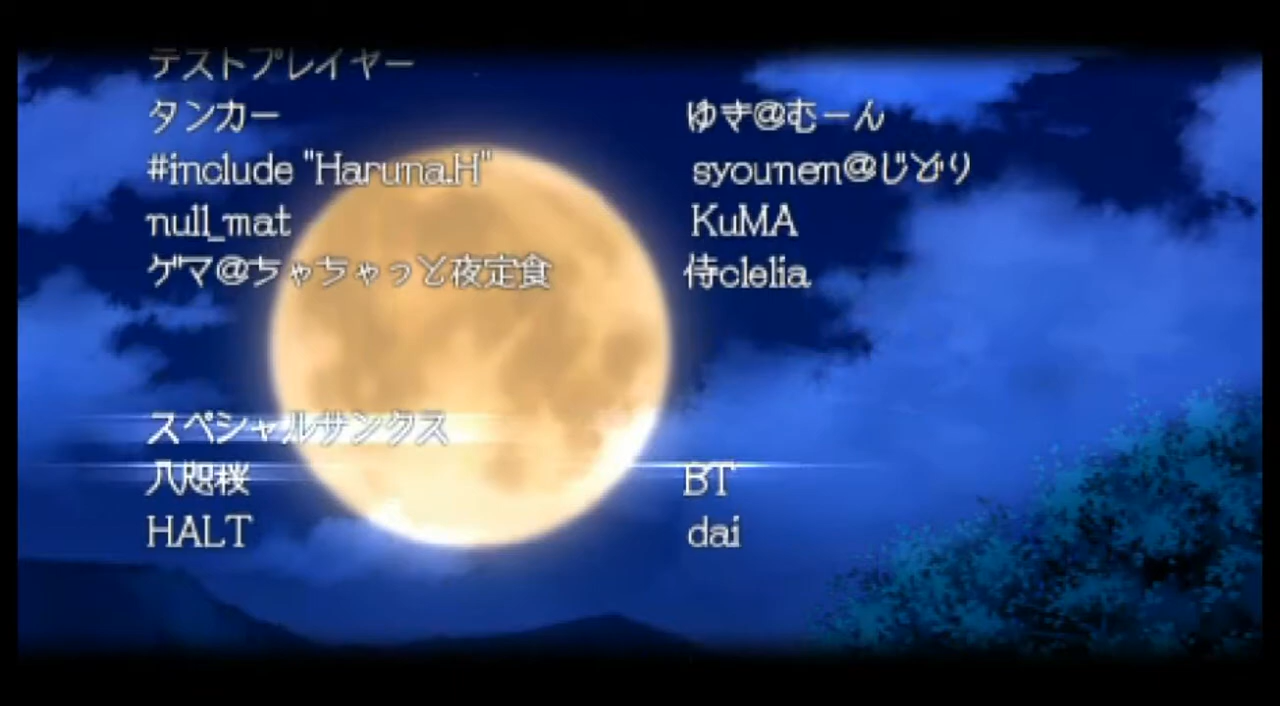 テストプレイヤー
タンカー ゆき@むーん
#include "Haruna.H" syounen@じどり
null_mat KuMA
ゲマ@ちゃちゃっと夜定食 侍clelia
スペシャルサンクス
八咫桜 BT
HALT dai